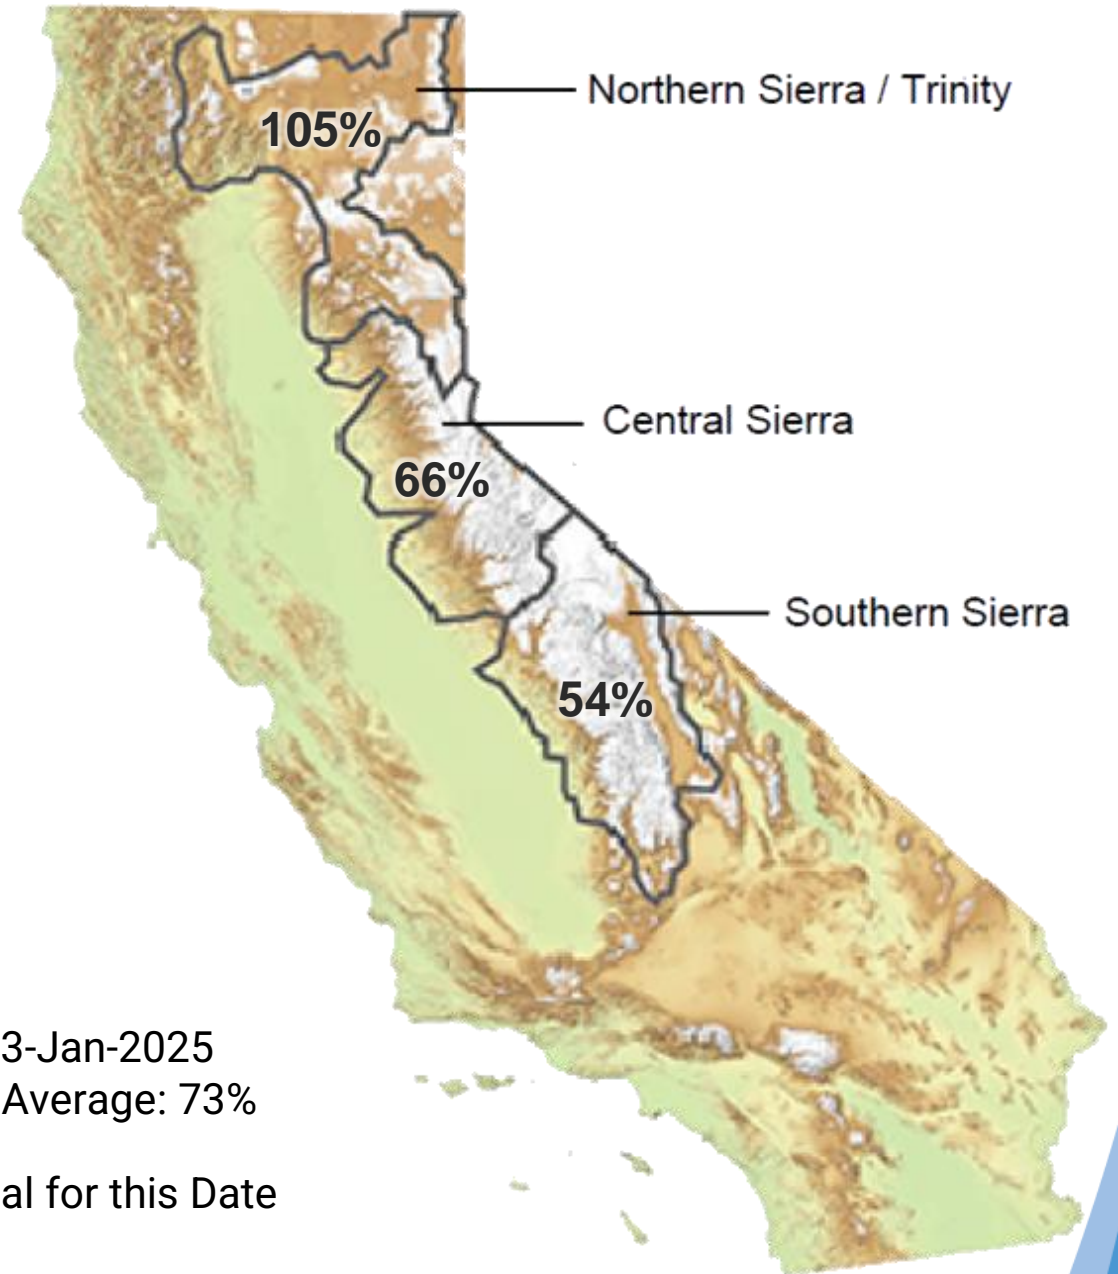 Northern Sierra / Trinity
105%
Central Sierra
66%
Southern Sierra
54%
3-Jan-2025
Average: 73%
al for this Date